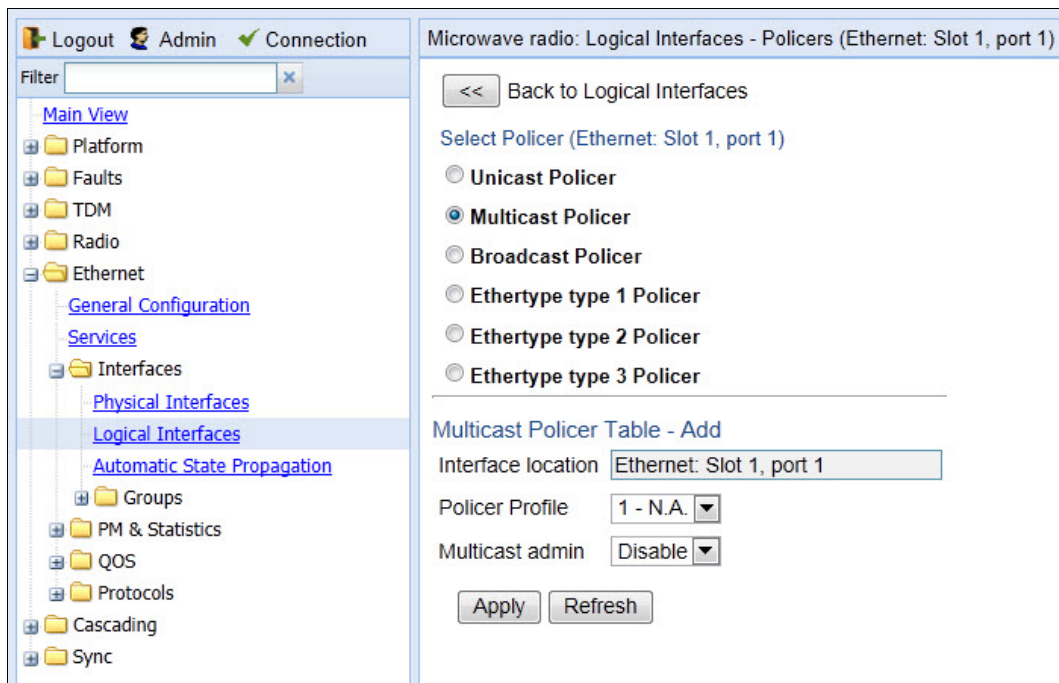 Logout Admin Connection
Filter
Main View
Platform
Faults
TDM
Radio
Ethernet
General Configuration
Services
Interfaces
Physical Interfaces
Logical Interfaces
Automatic State Propagation
Groups
PM & Statistics
QOS
Protocols
Cascading
Sync
Microwave radio: Logical Interfaces - Policers (Ethernet: Slot 1, port 1)
<< Back to Logical Interfaces
Select Policer (Ethernet: Slot 1, port 1)
Unicast Policer
Multicast Policer
Broadcast Policer
Ethertype type 1 Policer
Ethertype type 2 Policer
Ethertype type 3 Policer
Multicast Policer Table - Add
Interface location Ethernet: Slot 1, port 1
Policer Profile 1 - N.A.
Multicast admin Disable
Apply Refresh